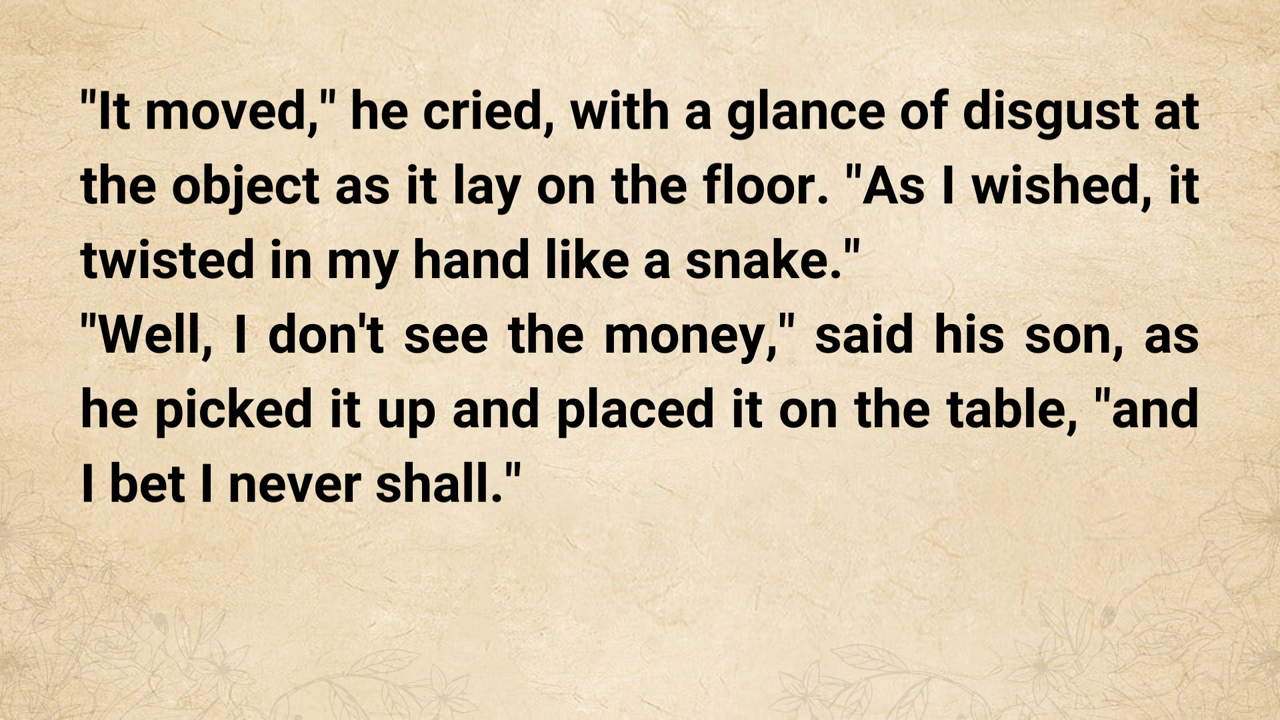 "It moved," he cried, with a glance of disgust at
the object as it lay on the floor. "As I wished, it
twisted in my hand like a snake."
"Well, I don't see the money," said his son, as
he picked it up and placed it on the table, "and
I bet I never shall."